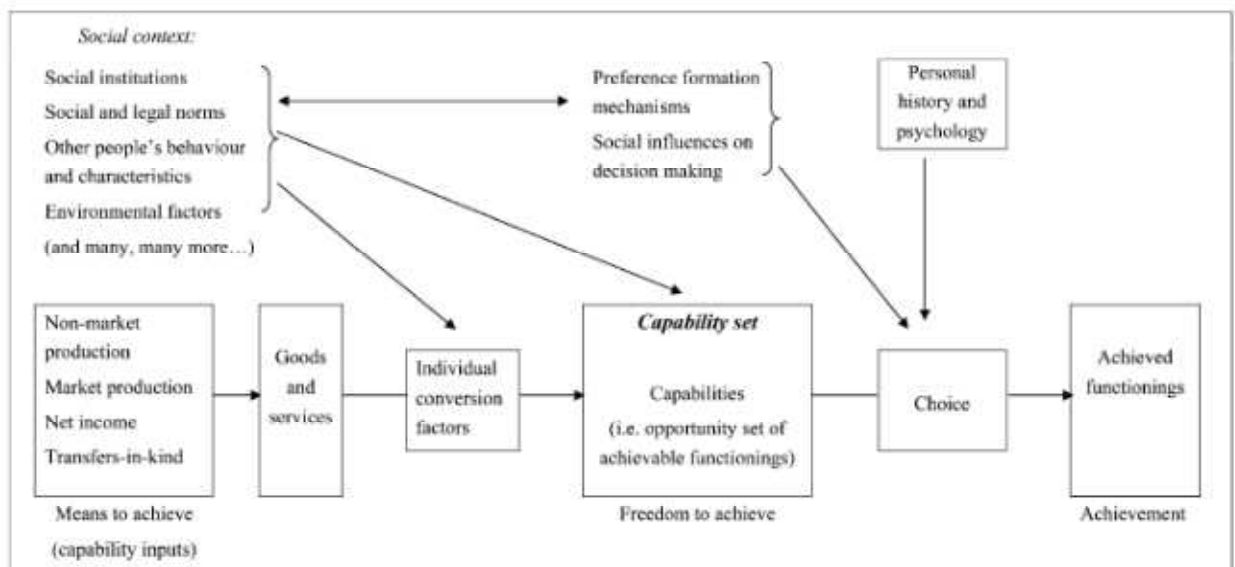 Social context:
Social institutions
Social and legal norms
Other people's behaviour
and characteristics
Environmental factors
(and many, many more…)
Preference formation
mechanisms
Social influences on
decision making
Personal
history and
psychology
Non-market
production
Market production
Net income
Transfers-in-kind
Means to achieve
(capability inputs)
Goods
and
services
Individual
conversion
factors
Capability set
Capabilities
(i.e. opportunity set of
achievable functionings)
Freedom to achieve
Choice
Achieved
functionings
Achievement